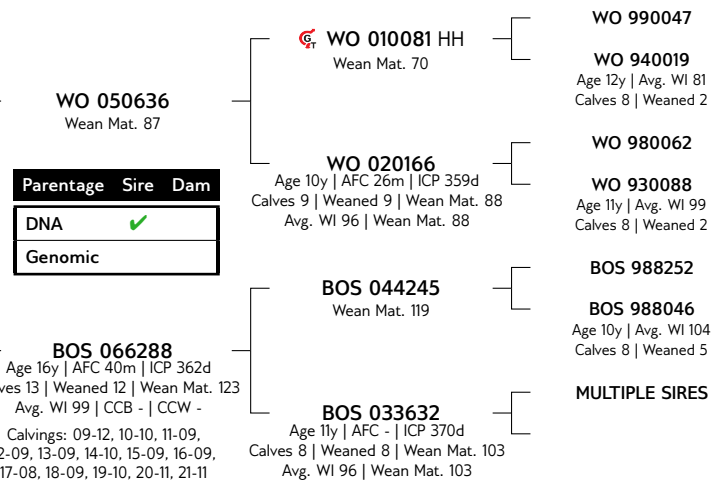 WO 990047
GT WO 010081 HH
Wean Mat. 70
WO 940019
Age 12y | Avg. WI 81
Calves 8 | Weaned 2
WO 050636
Wean Mat. 87
WO 980062
WO 020166
Age 10y | AFC 26m | ICP 359d
Calves 9 | Weaned 9 | Wean Mat. 88
Avg. WI 96 | Wean Mat. 88
WO 930088
Age 11y | Avg. WI 99
Calves 8 | Weaned 2
Parentage Sire Dam
DNA ✔
Genomic
BOS 988252
BOS 044245
Wean Mat. 119
BOS 988046
Age 10y | Avg. WI 104
Calves 8 | Weaned 5
BOS 066288
Age 16y | AFC 40m | ICP 362d
13 | Weaned 12 | Wean Mat. 123
Avg. WI 99 | CCB - | CCW -
Calvings: 09-12, 10-10, 11-09,
13-09, 14-10, 15-09, 16-09,
17-08, 18-09, 19-10, 20-11, 21-11
MULTIPLE SIRES
BOS 033632
Age 11y | AFC - | ICP 370d
Calves 8 | Weaned 8 | Wean Mat. 103
Avg. WI 96 | Wean Mat. 103